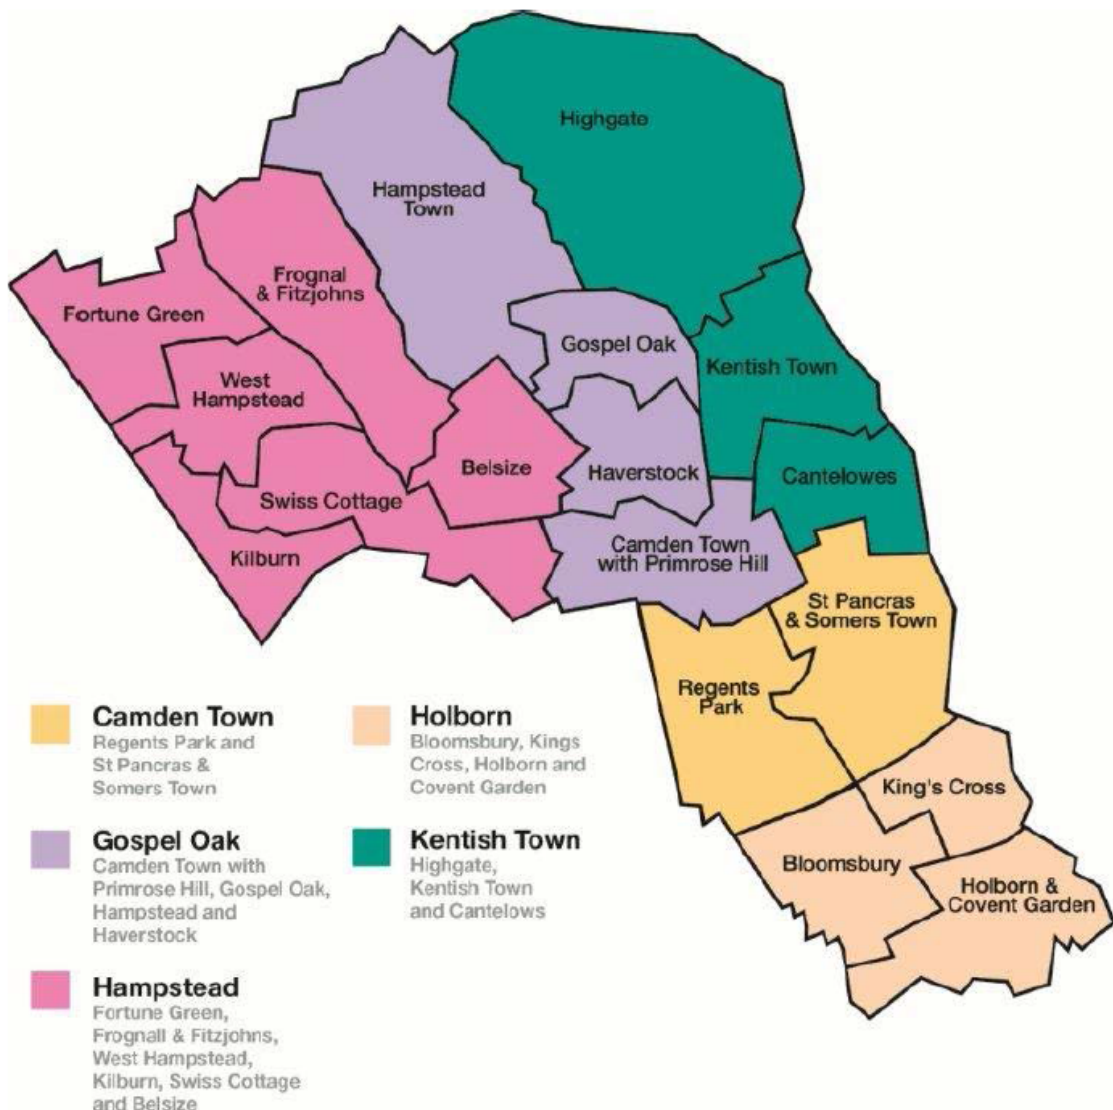 Highgate
Hampstead
Town
Frognal
& Fitzjohns
Fortune Green
Gospel Oak
Kentish Town
West
Hampstead
Belsize
Haverstock
Cantelowes
Swiss Cottage
Kilburn
Camden Town
with Primrose Hill
St Pancras
& Somers Town
Regents
Park
King's Cross
Bloomsbury
Holborn &
Covent Garden
Camden Town
Regents Park and
St Pancras &
Somers Town
Gospel Oak
Camden Town with
Primrose Hill, Gospel Oak,
Hampstead and
Haverstock
Hampstead
Fortune Green,
Frognall & Fitzjohns,
West Hampstead,
Kilburn, Swiss Cottage
and Belsize
Holborn
Bloomsbury, Kings
Cross, Holborn and
Covent Garden
Kentish Town
Highgate,
Kentish Town
and Cantelows